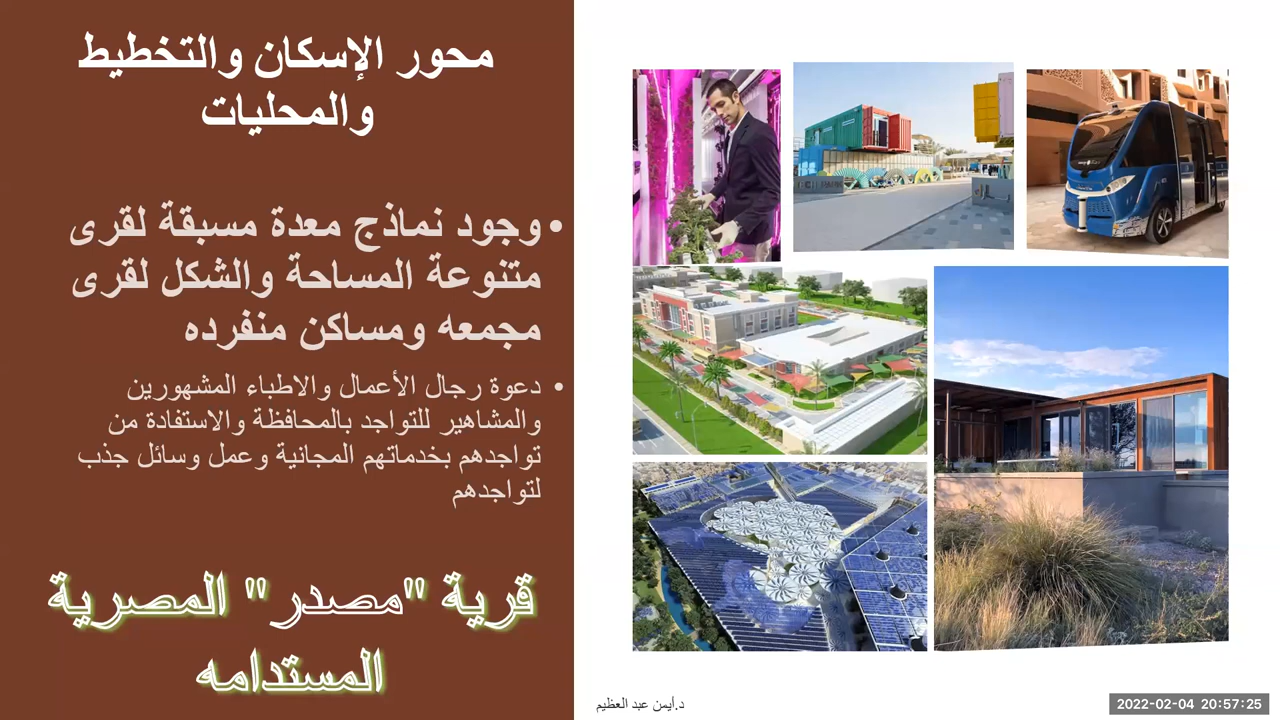 محور الإسكان والتخطيط
والمحليات
• وجود نماذج معدة مسبقة لقرى
متنوعة المساحة والشكل لقرى
مجمعه ومساكن منفرده
• دعوة رجال الأعمال والاطباء المشهورين
والمشاهير للتواجد بالمحافظة والاستفادة من
تواجدهم بخدماتهم المجانية وعمل وسائل جذب
لتواجدهم
قرية "مصدر" المصرية
المستدامه
د.أيمن عبد العظيم
2022-02-04 20:57:25